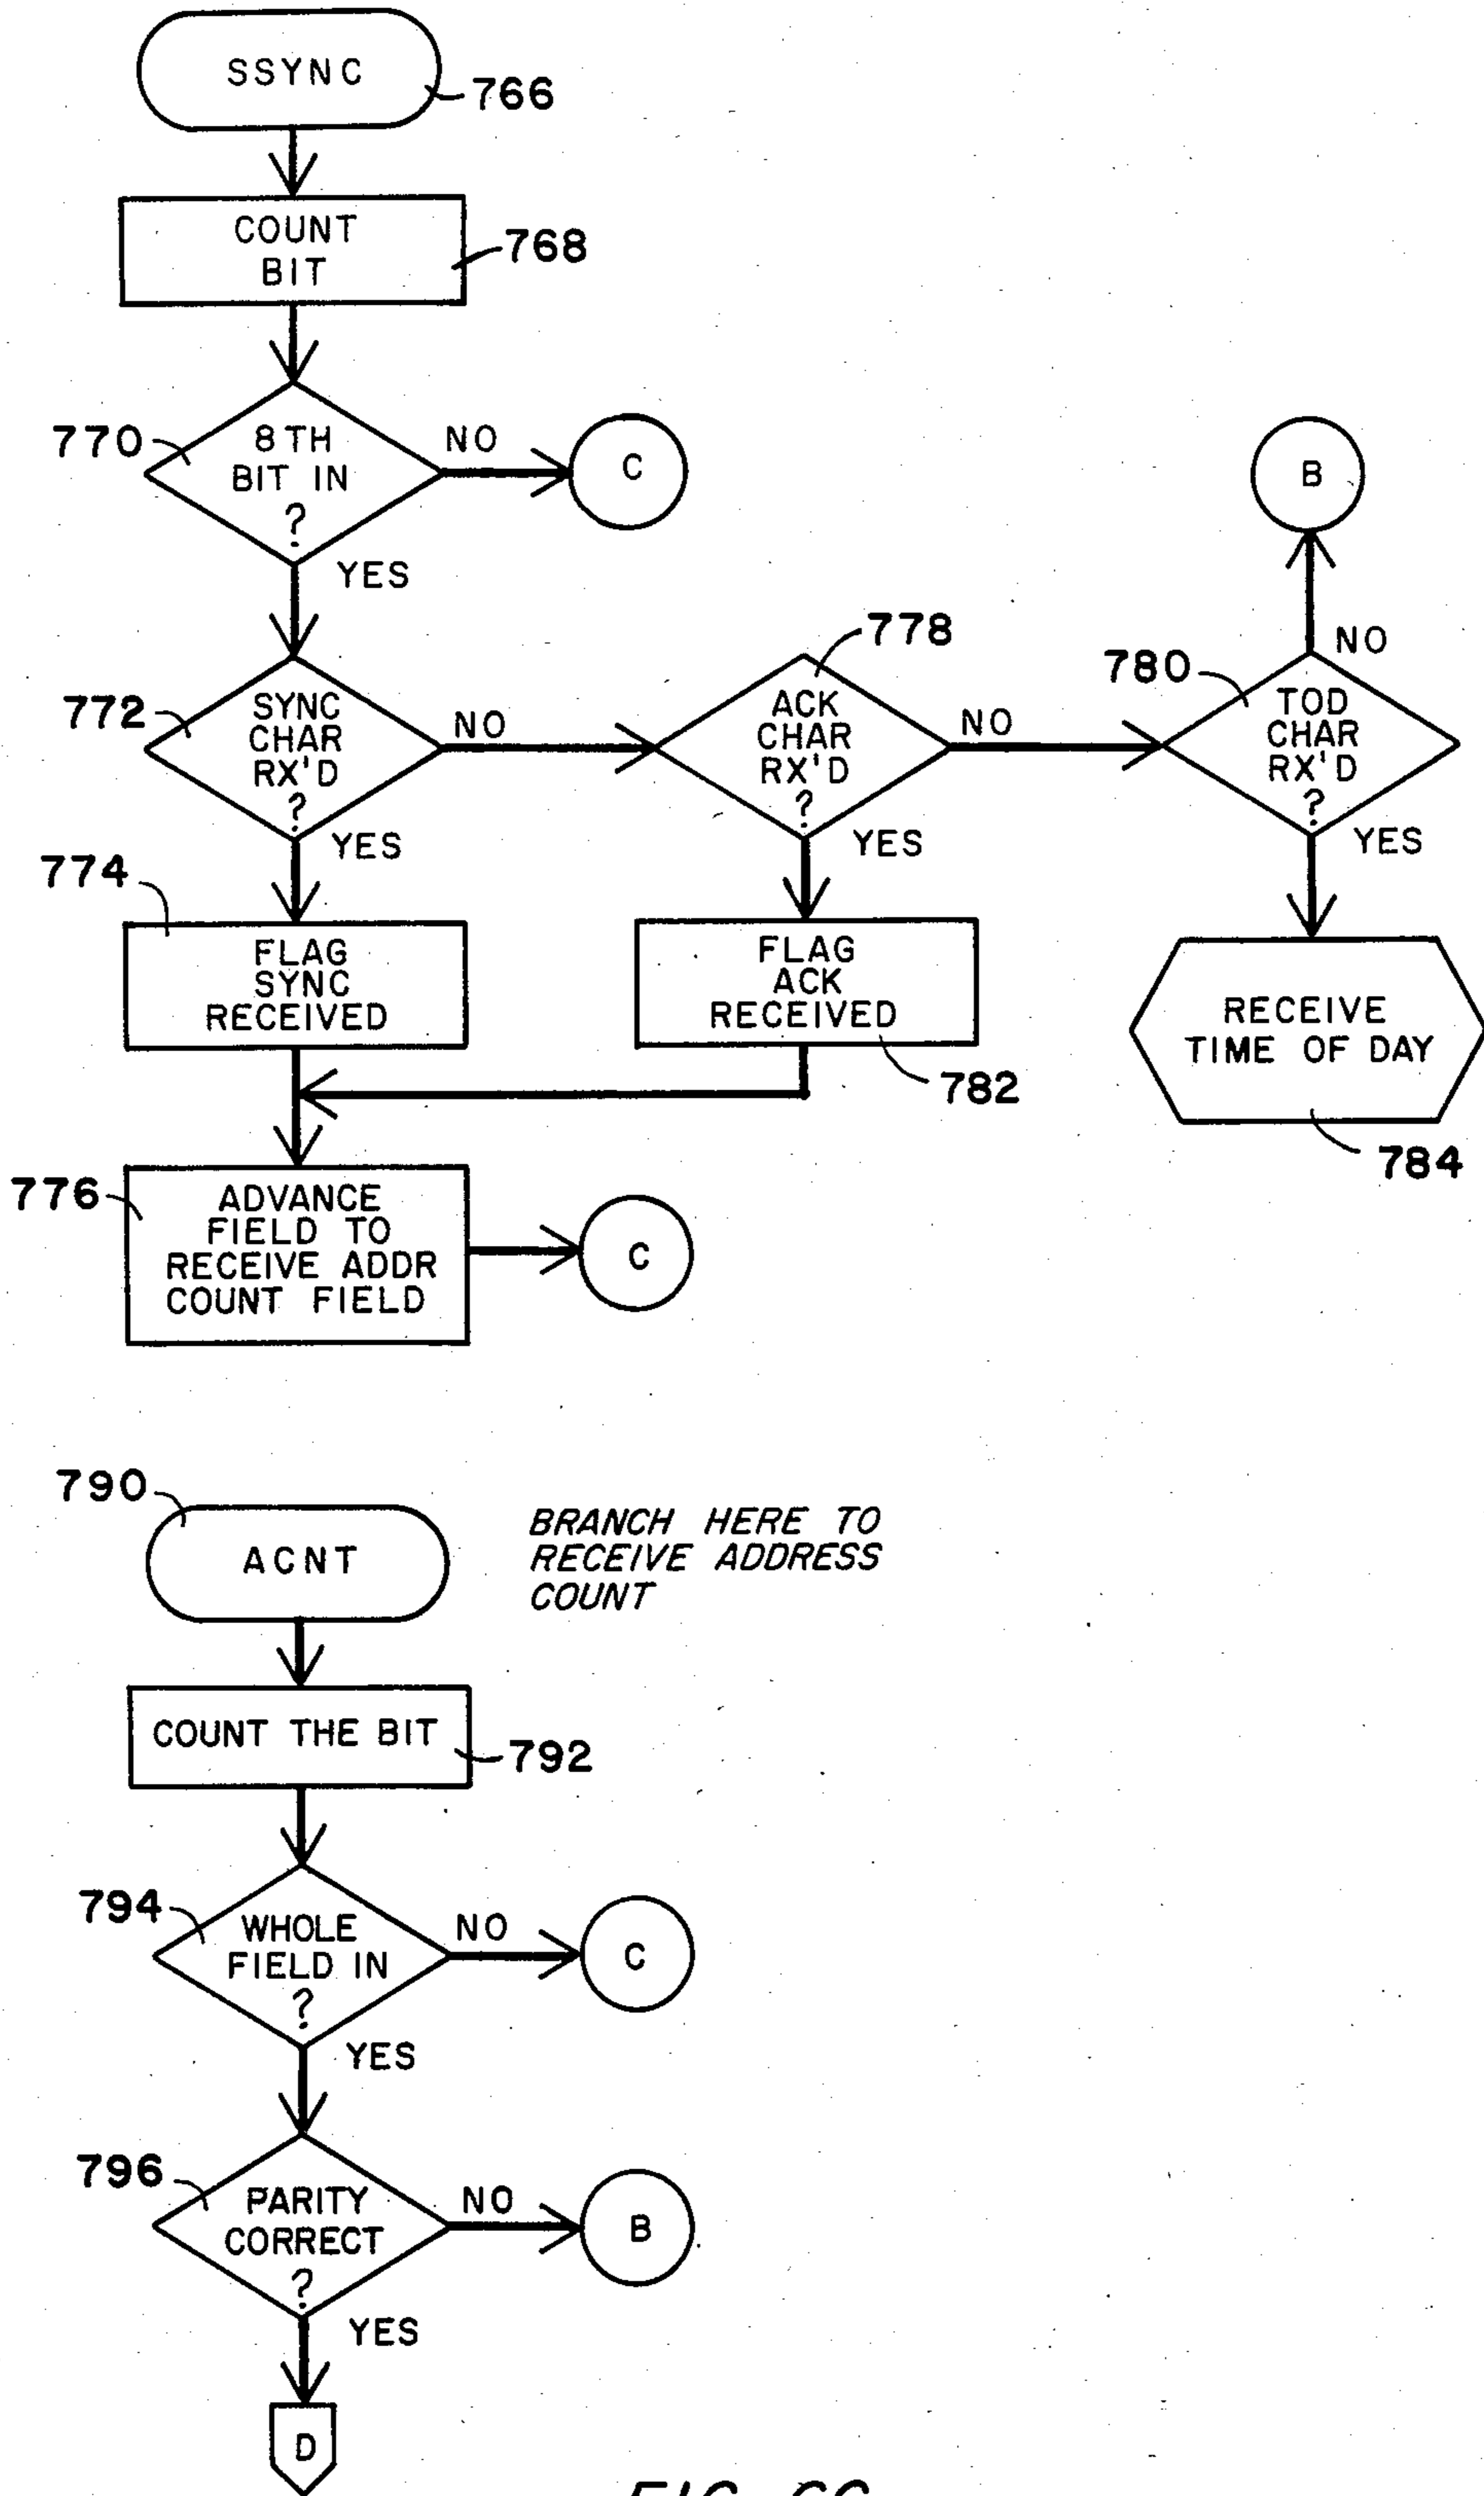 SSYNC
766
COUNT
BIT
768
770
8TH
BIT IN
?
NO
C
YES
B
772
SYNC
CHAR
RX'D
?
NO
778
ACK
CHAR
RX'D
?
NO
780
TOD
CHAR
RX'D
?
NO
YES
YES
YES
774
FLAG
SYNC
RECEIVED
FLAG
ACK
RECEIVED
782
RECEIVE
TIME OF DAY
784
776
ADVANCE
FIELD TO
RECEIVE ADDR
COUNT FIELD
C
790
ACNT
BRANCH HERE TO
RECEIVE ADDRESS
COUNT
COUNT THE BIT
792
794
WHOLE
FIELD IN
?
NO
C
YES
796
PARITY
CORRECT
?
NO
B
YES
D